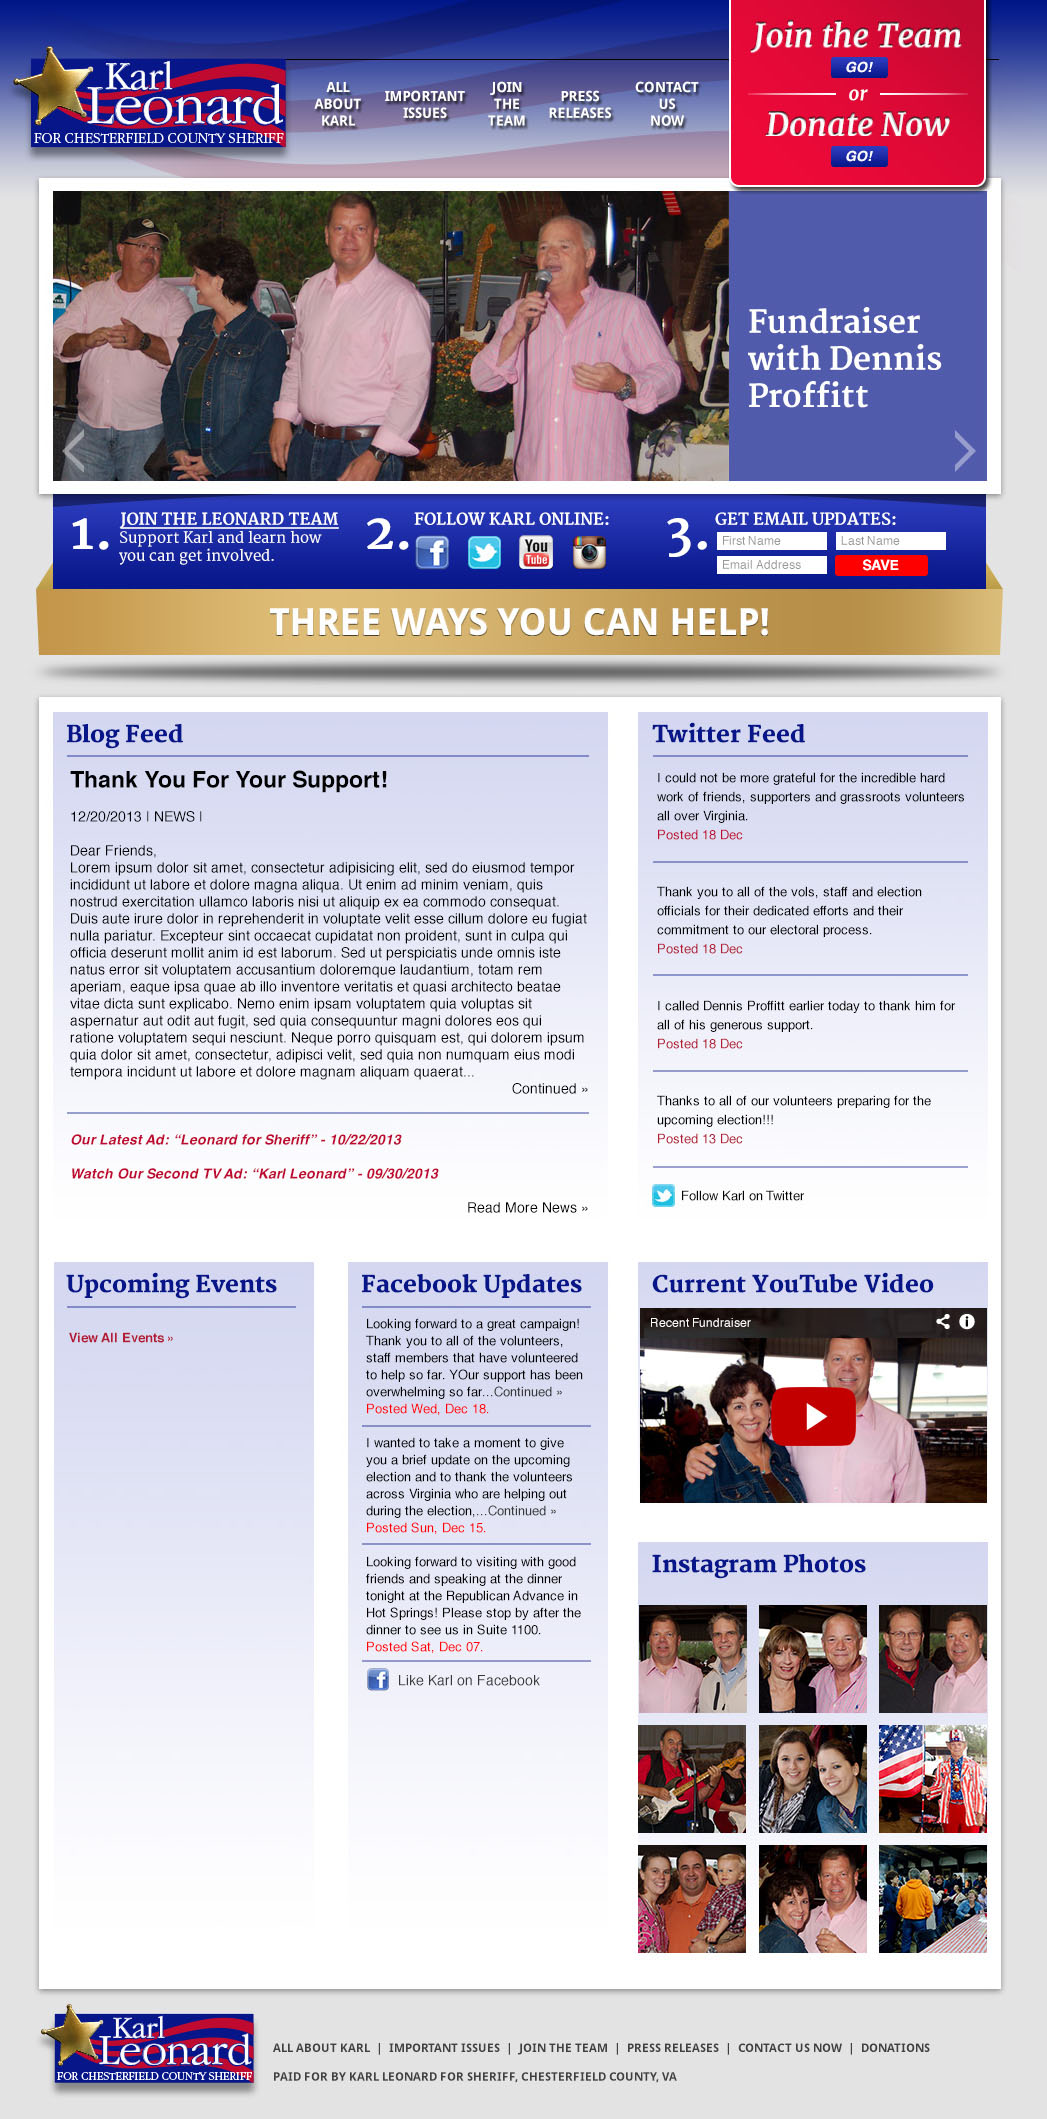 Karl
Leonard
FOR CHESTERFIELD COUNTY SHERIFF
ALL
ABOUT
KARL
IMPORTANT
ISSUES
JOIN
THE
TEAM
PRESS
RELEASES
CONTACT
US
NOW
Join the Team
GO!
or
Donate Now
GO!
Fundraiser
with Dennis
Proffitt
1.
JOIN THE LEONARD TEAM
Support Karl and learn how
you can get involved.
2.
FOLLOW KARL ONLINE:
f
You
Tube
3.
GET EMAIL UPDATES:
First Name
Last Name
Email Address
SAVE
THREE WAYS YOU CAN HELP!
Blog Feed
Thank You For Your Support!
12/20/2013 | NEWS |
Dear Friends,
Lorem ipsum dolor sit amet, consectetur adipisicing elit, sed do eiusmod tempor
incididunt ut labore et dolore magna aliqua. Ut enim ad minim veniam, quis
nostrud exercitation ullamco laboris nisi ut aliquip ex ea commodo consequat.
Duis aute irure dolor in reprehenderit in voluptate velit esse cillum dolore eu fugiat
nulla pariatur. Excepteur sint occaecat cupidatat non proident, sunt in culpa qui
officia deserunt mollit anim id est laborum. Sed ut perspiciatis unde omnis iste
natus error sit voluptatem accusantium doloremque laudantium, totam rem
aperiam, eaque ipsa quae ab illo inventore veritatis et quasi architecto beatae
vitae dicta sunt explicabo. Nemo enim ipsam voluptatem quia voluptas sit
aspernatur aut odit aut fugit, sed quia consequuntur magni dolores eos qui
ratione voluptatem sequi nesciunt. Neque porro quisquam est, qui dolorem ipsum
quia dolor sit amet, consectetur, adipisci velit, sed quia non numquam eius modi
tempora incidunt ut labore et dolore magnam aliquam quaerat...
Continued »
Our Latest Ad: “Leonard for Sheriff” - 10/22/2013
Watch Our Second TV Ad: “Karl Leonard” - 09/30/2013
Read More News »
Twitter Feed
I could not be more grateful for the incredible hard
work of friends, supporters and grassroots volunteers
all over Virginia.
Posted 18 Dec
Thank you to all of the vols, staff and election
officials for their dedicated efforts and their
commitment to our electoral process.
Posted 18 Dec
I called Dennis Proffitt earlier today to thank him for
all of his generous support.
Posted 18 Dec
Thanks to all of our volunteers preparing for the
upcoming election!!!
Posted 13 Dec
Follow Karl on Twitter
Upcoming Events
View All Events »
Facebook Updates
Looking forward to a great campaign!
Thank you to all of the volunteers,
staff members that have volunteered
to help so far. YOur support has been
overwhelming so far...Continued »
Posted Wed, Dec 18.
I wanted to take a moment to give
you a brief update on the upcoming
election and to thank the volunteers
across Virginia who are helping out
during the election,...Continued »
Posted Sun, Dec 15.
Looking forward to visiting with good
friends and speaking at the dinner
tonight at the Republican Advance in
Hot Springs! Please stop by after the
dinner to see us in Suite 1100.
Posted Sat, Dec 07.
f
Like Karl on Facebook
Current YouTube Video
Recent Fundraiser
Instagram Photos
Karl
Leonard
FOR CHESTERFIELD COUNTY SHERIFF
ALL ABOUT KARL | IMPORTANT ISSUES | JOIN THE TEAM | PRESS RELEASES | CONTACT US NOW | DONATIONS
PAID FOR BY KARL LEONARD FOR SHERIFF, CHESTERFIELD COUNTY, VA